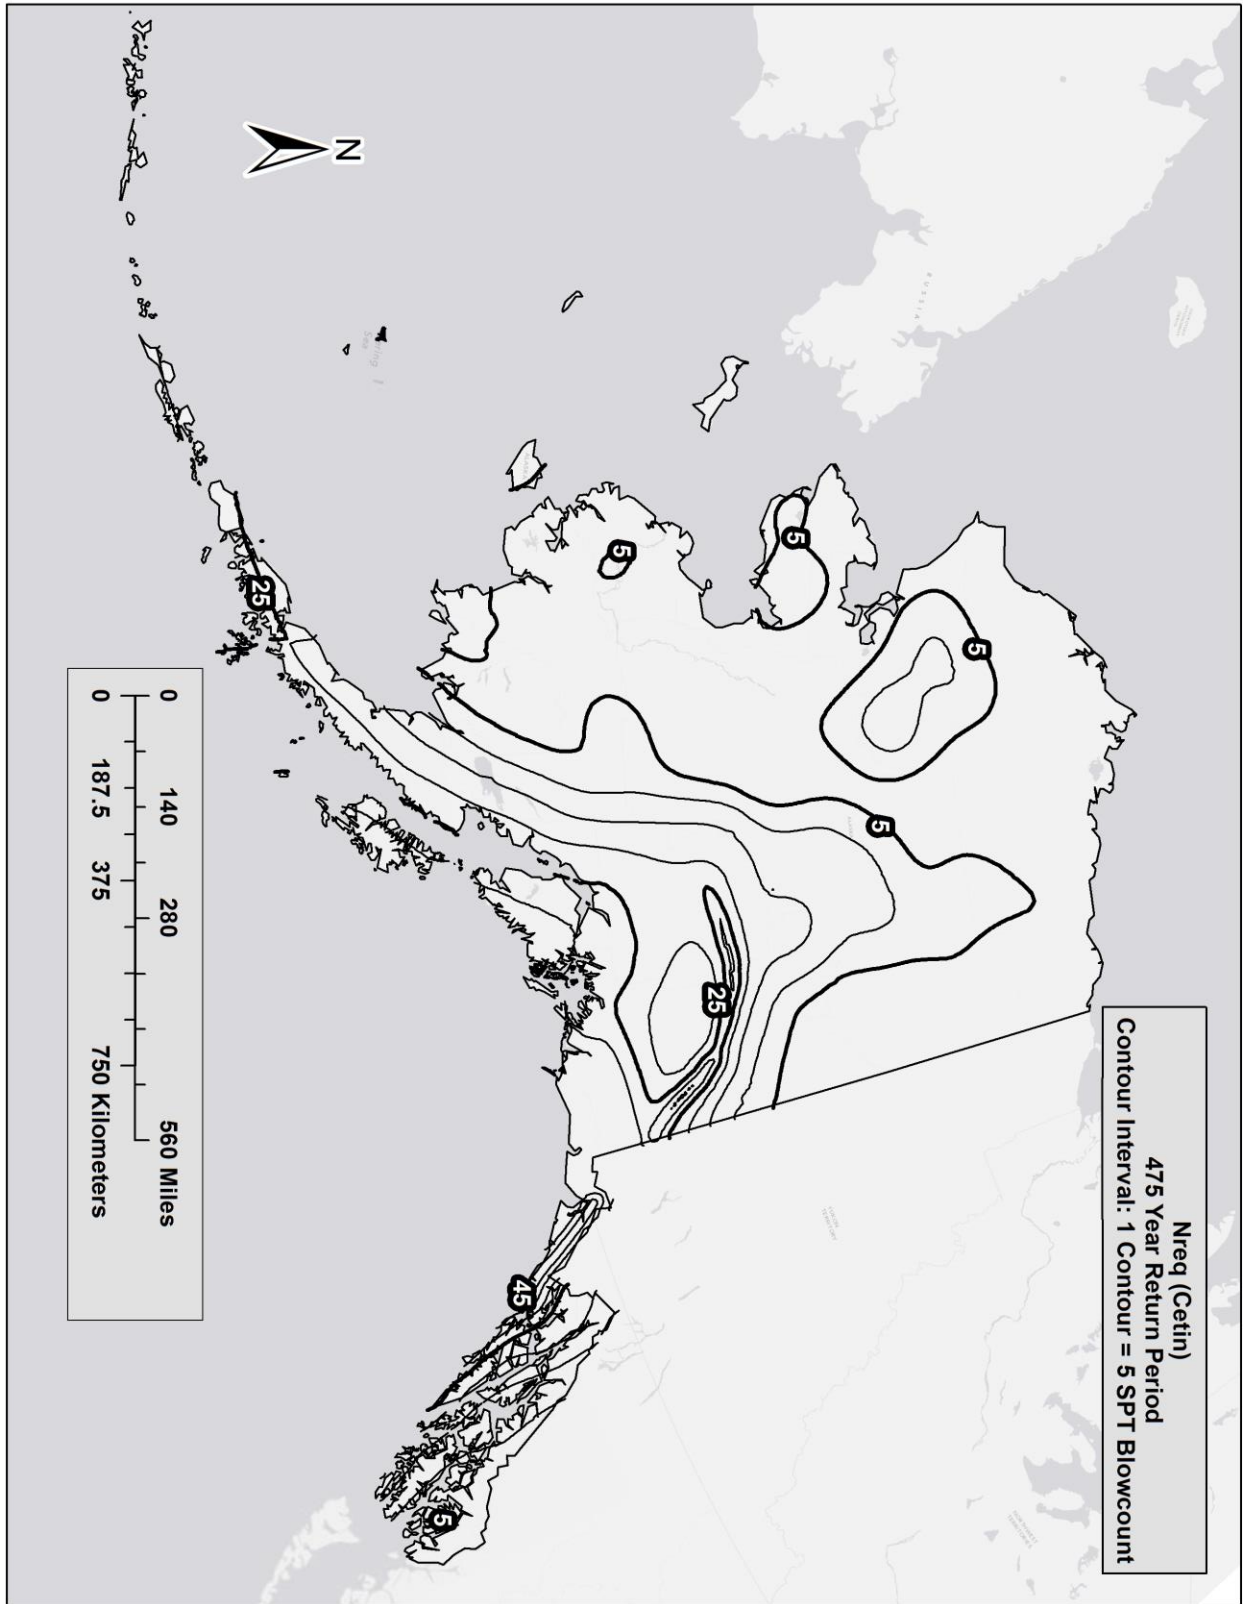 Nreq (Cetin)
475 Year Return Period
Contour Interval: 1 Contour = 5 SPT Blowcount
N
RUSSIA
5
5
5
5
25
25
45
5
0 140 280 560 Miles
0 187.5 375 750 Kilometers